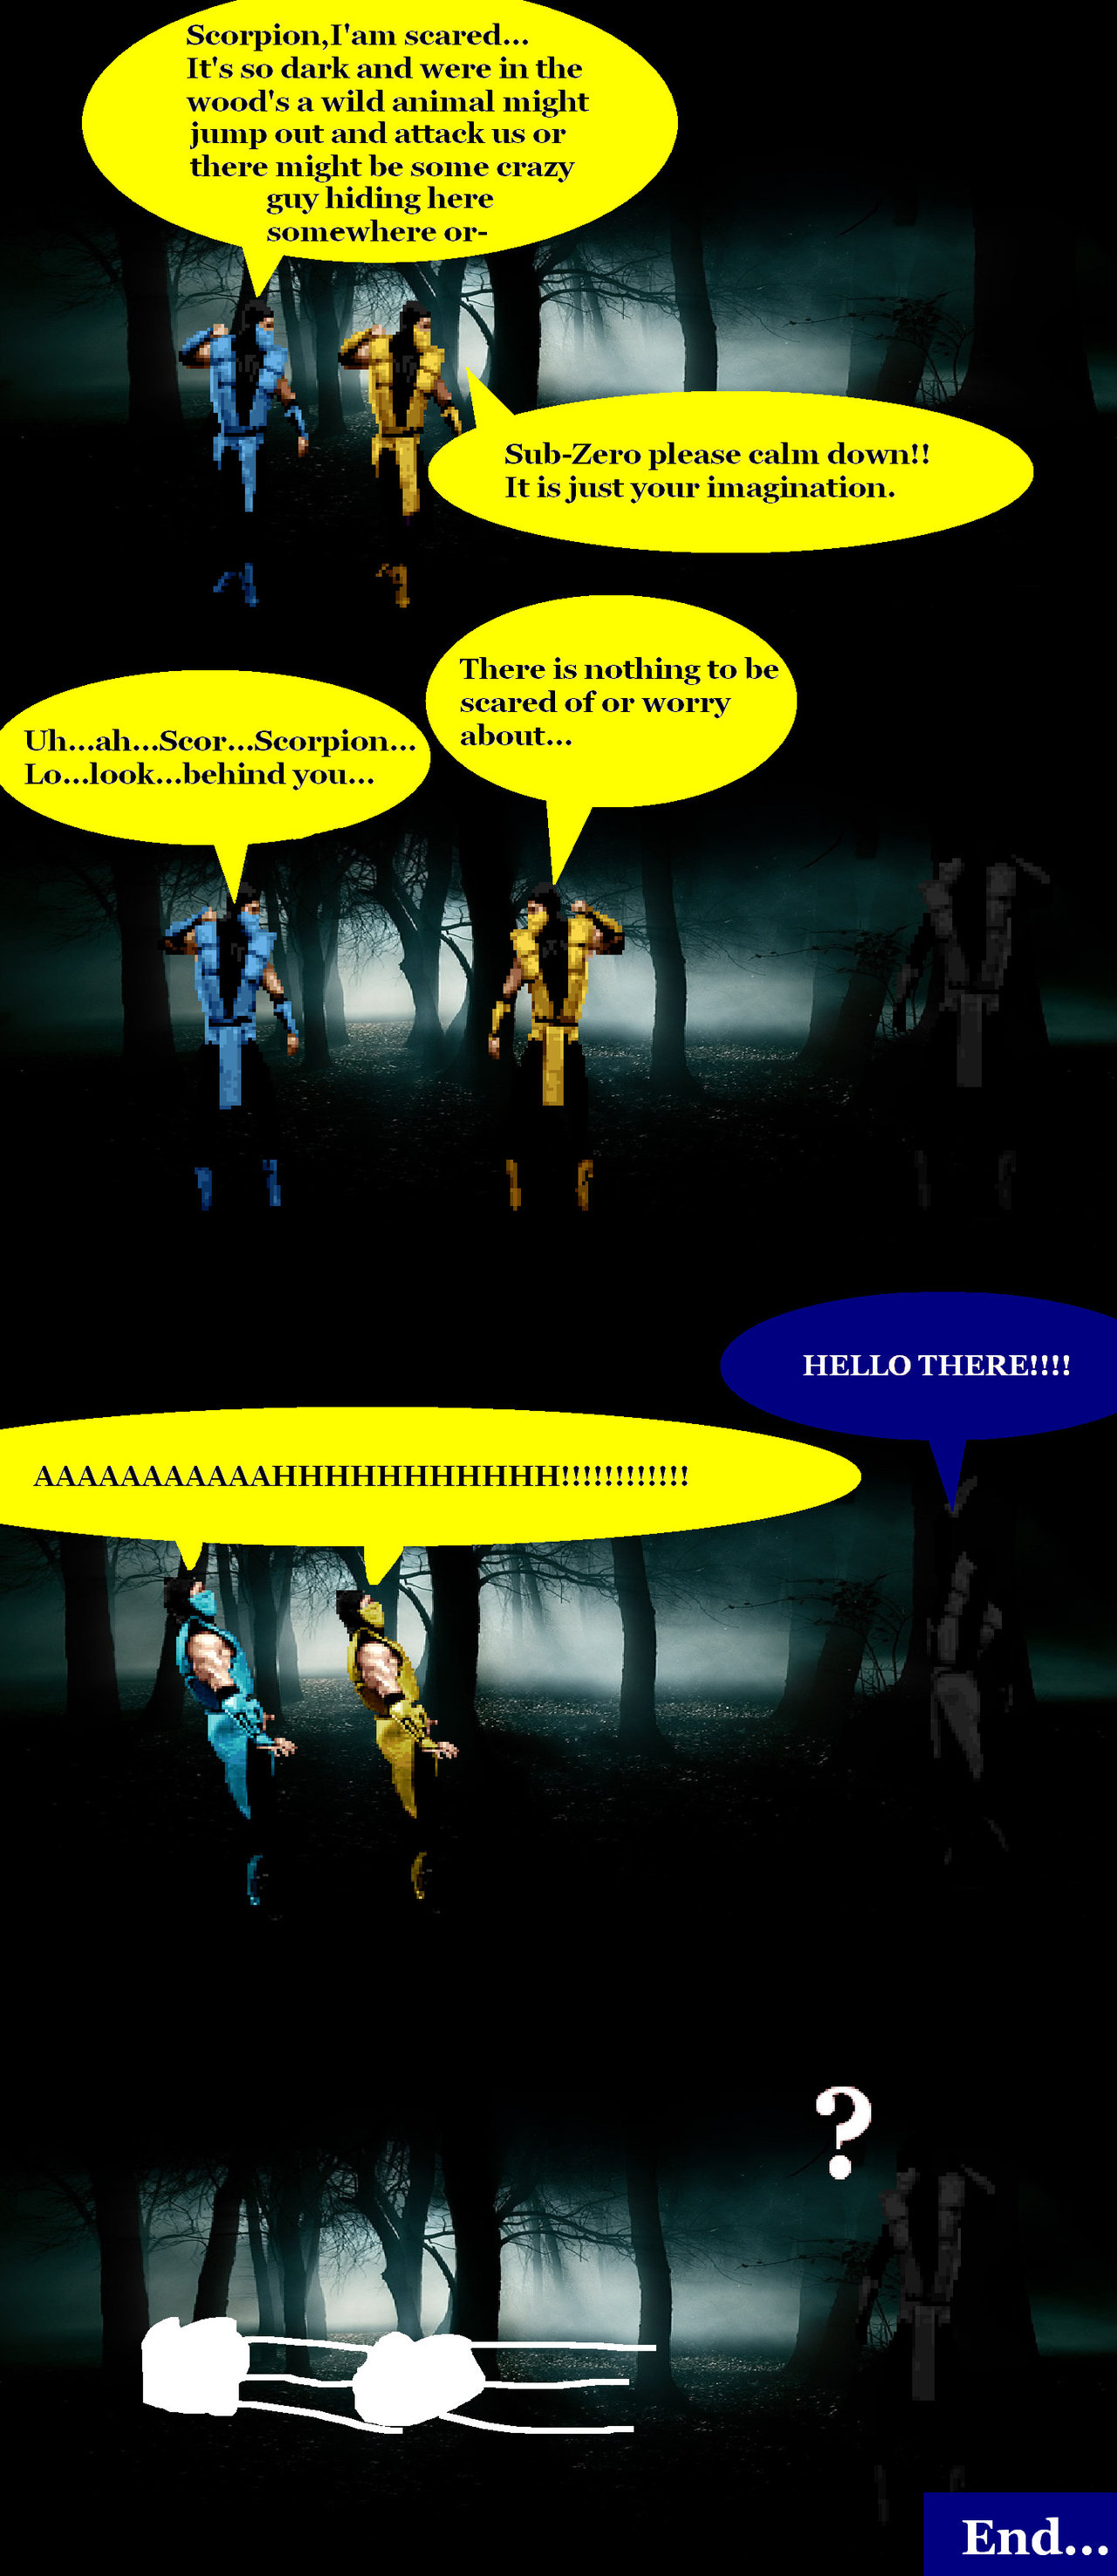 Scorpion,I'am scared...
It's so dark and were in the
wood's a wild animal might
jump out and attack us or
there might be some crazy
guy hiding here
somewhere or-
Sub-Zero please calm down!!
It is just your imagination.
There is nothing to be
scared of or worry
about...
Uh...ah...Scor...Scorpion...
Lo...look...behind you...
HELLO THERE!!!!
AAAAAAAAAAAHHHHHHHHHHH!!!!!!!!!!!!
?
End...